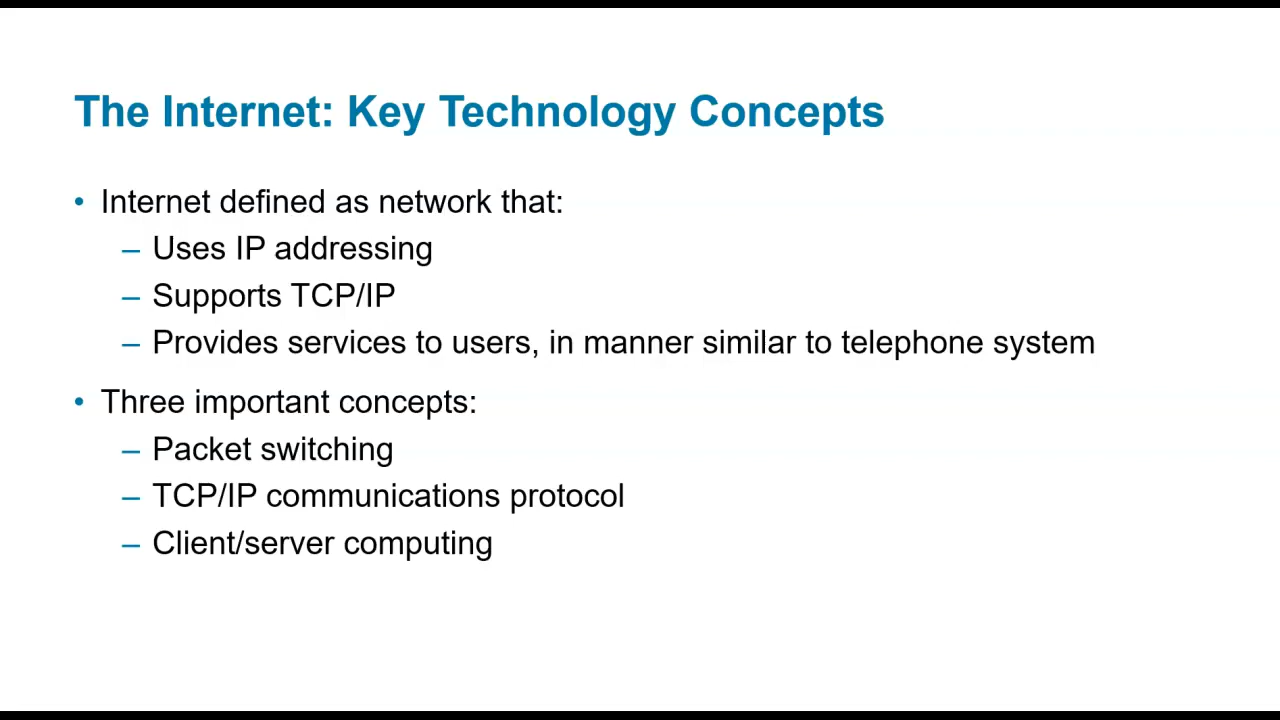 The Internet: Key Technology Concepts
• Internet defined as network that:
– Uses IP addressing
– Supports TCP/IP
– Provides services to users, in manner similar to telephone system
• Three important concepts:
– Packet switching
– TCP/IP communications protocol
– Client/server computing